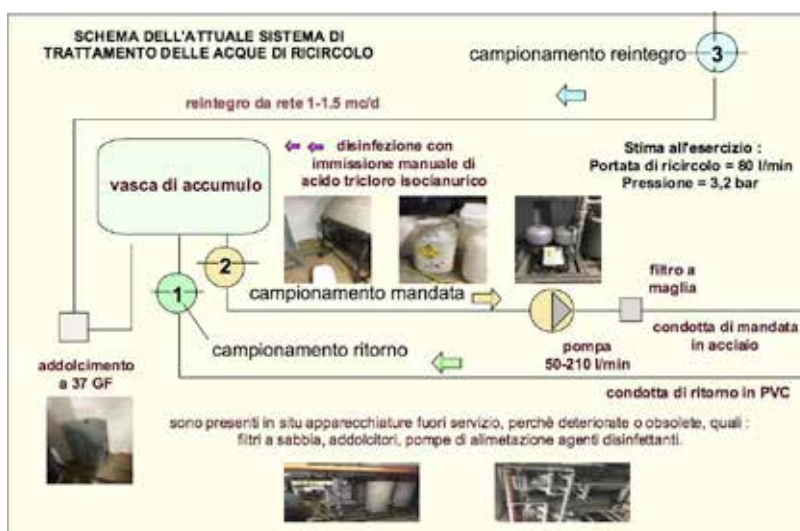 SCHEMA DELL'ATTUALE SISTEMA DI
TRATTAMENTO DELLE ACQUE DI RICIRCOLO
campionamento reintegro
3
reintegro da rete 1-1.5 mc/d
disinfezione con
immissione manuale di
acido tricloro isocianurico
Stima all'esercizio :
Portata di ricircolo = 80 l/min
Pressione = 3,2 bar
vasca di accumulo
2
1
campionamento mandata
filtro a
maglia
campionamento ritorno
condotta di mandata
in acciaio
pompa
50-210 l/min
addolcimento
a 37 GF
condotta di ritorno in PVC
sono presenti in situ apparecchiature fuori servizio, perchè deteriorate o obsolete, quali :
filtri a sabbia, addolcitori, pompe di alimetazione agenti disinfettanti.